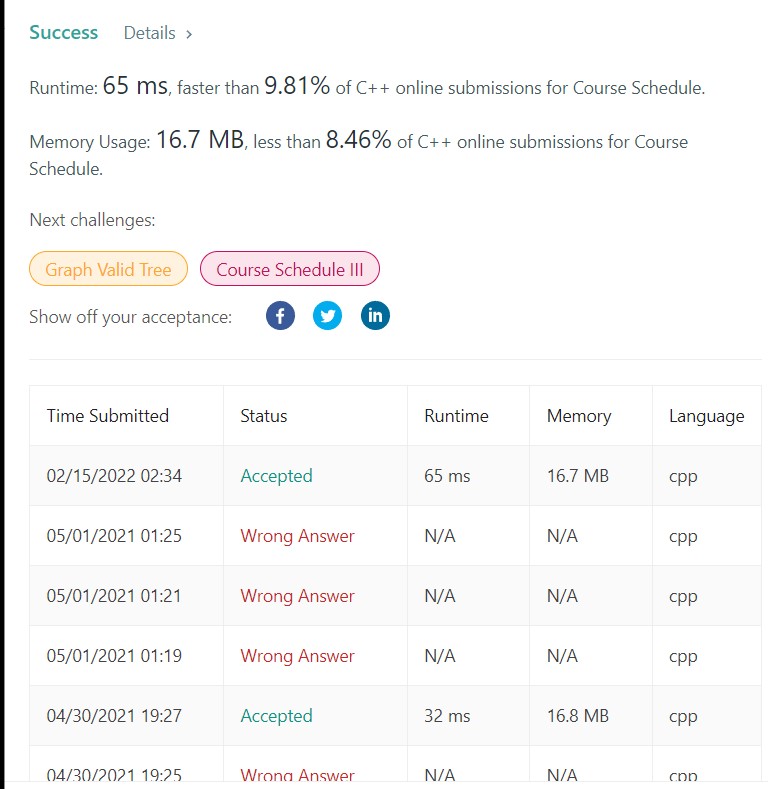 Success Details >
Runtime: 65 ms, faster than 9.81% of C++ online submissions for Course Schedule.
Memory Usage: 16.7 MB, less than 8.46% of C++ online submissions for Course
Schedule.
Next challenges:
Graph Valid Tree Course Schedule III
Show off your acceptance: f in
Time Submitted Status Runtime Memory Language
02/15/2022 02:34 Accepted 65 ms 16.7 MB cpp
05/01/2021 01:25 Wrong Answer N/A N/A cpp
05/01/2021 01:21 Wrong Answer N/A N/A cpp
05/01/2021 01:19 Wrong Answer N/A N/A cpp
04/30/2021 19:27 Accepted 32 ms 16.8 MB cpp
04/30/2021 19:25 Wrong Answer N/A N/A cpp